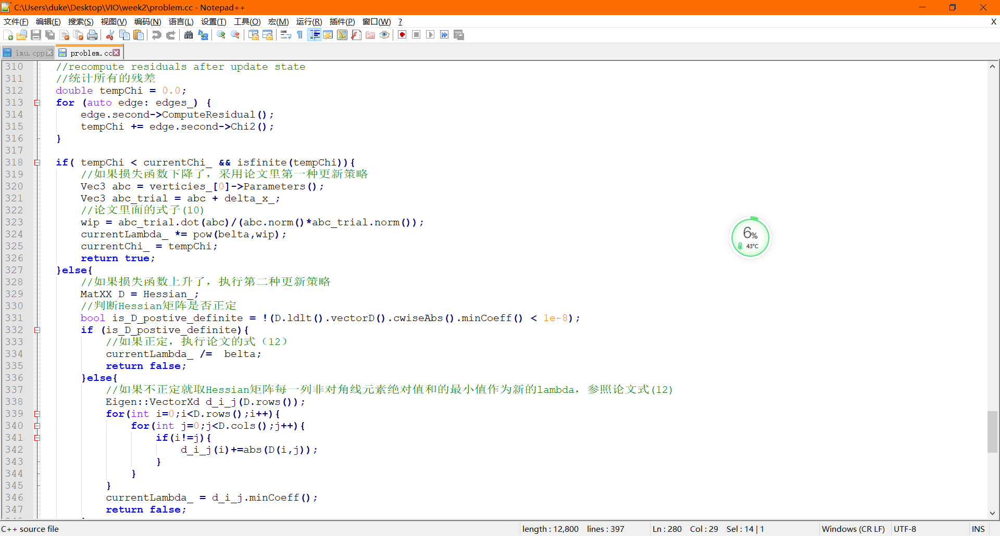 C:\Users\duke\Desktop\VIO\week2\problem.cc - Notepad++
文件(F) 编辑(E) 搜索(S) 视图(V) 编码(N) 语言(L) 设置(T) 工具(O) 宏(M) 运行(R) 插件(P) 窗口(W) ? X
imu.cpp problem.cc
310 //recompute residuals after update state
311 //统计所有的残差
312 double tempChi = 0.0;
313 for (auto edge: edges_) {
314 edge.second->ComputeResidual();
315 tempChi += edge.second->Chi2();
316 }
317
318 if( tempChi < currentChi_ && isfinite(tempChi)){
319 //如果损失函数下降了，采用论文里第一种更新策略
320 Vec3 abc = verticies_[0]->Parameters();
321 Vec3 abc_trial = abc + delta_x_;
322 //论文里面的式子(10)
323 wip = abc_trial.dot(abc)/(abc.norm()*abc_trial.norm());
324 currentLambda_ *= pow(belta,wip);
325 currentChi_ = tempChi;
326 return true;
327 }else{
328 //如果损失函数上升了，执行第二种更新策略
329 MatXX D = Hessian_;
330 //判断Hessian矩阵是否正定
331 bool is_D_postive_definite = !(D.ldlt().vectorD().cwiseAbs().minCoeff() < 1e-8);
332 if (is_D_postive_definite){
333 //如果正定，执行论文的式（12）
334 currentLambda_ /= belta;
335 return false;
336 }else{
337 //如果不正定就取Hessian矩阵每一列非对角线元素绝对值和的最小值作为新的lambda，参照论文式(12)
338 Eigen::VectorXd d_i_j(D.rows());
339 for(int i=0;i<D.rows();i++){
340 for(int j=0;j<D.cols();j++){
341 if(i!=j){
342 d_i_j(i)+=abs(D(i,j));
343 }
344 }
345 }
346 currentLambda_ = d_i_j.minCoeff();
347 return false;
6%
43°C
C++ source file length : 12,800 lines : 397 Ln : 280 Col : 29 Sel : 14 | 1 Windows (CR LF) UTF-8 INS